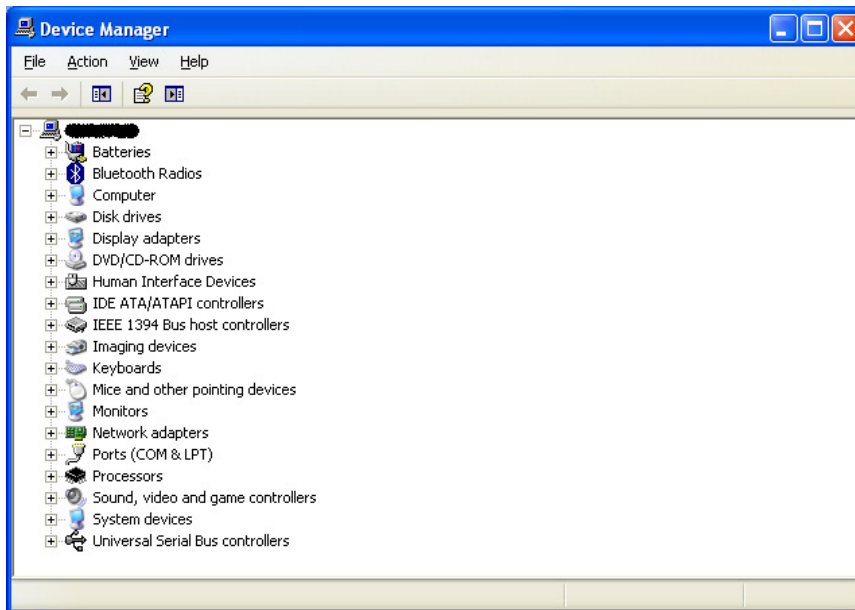 Device Manager
File Action View Help
Batteries
Bluetooth Radios
Computer
Disk drives
Display adapters
DVD/CD-ROM drives
Human Interface Devices
IDE ATA/ATAPI controllers
IEEE 1394 Bus host controllers
Imaging devices
Keyboards
Mice and other pointing devices
Monitors
Network adapters
Ports (COM & LPT)
Processors
Sound, video and game controllers
System devices
Universal Serial Bus controllers